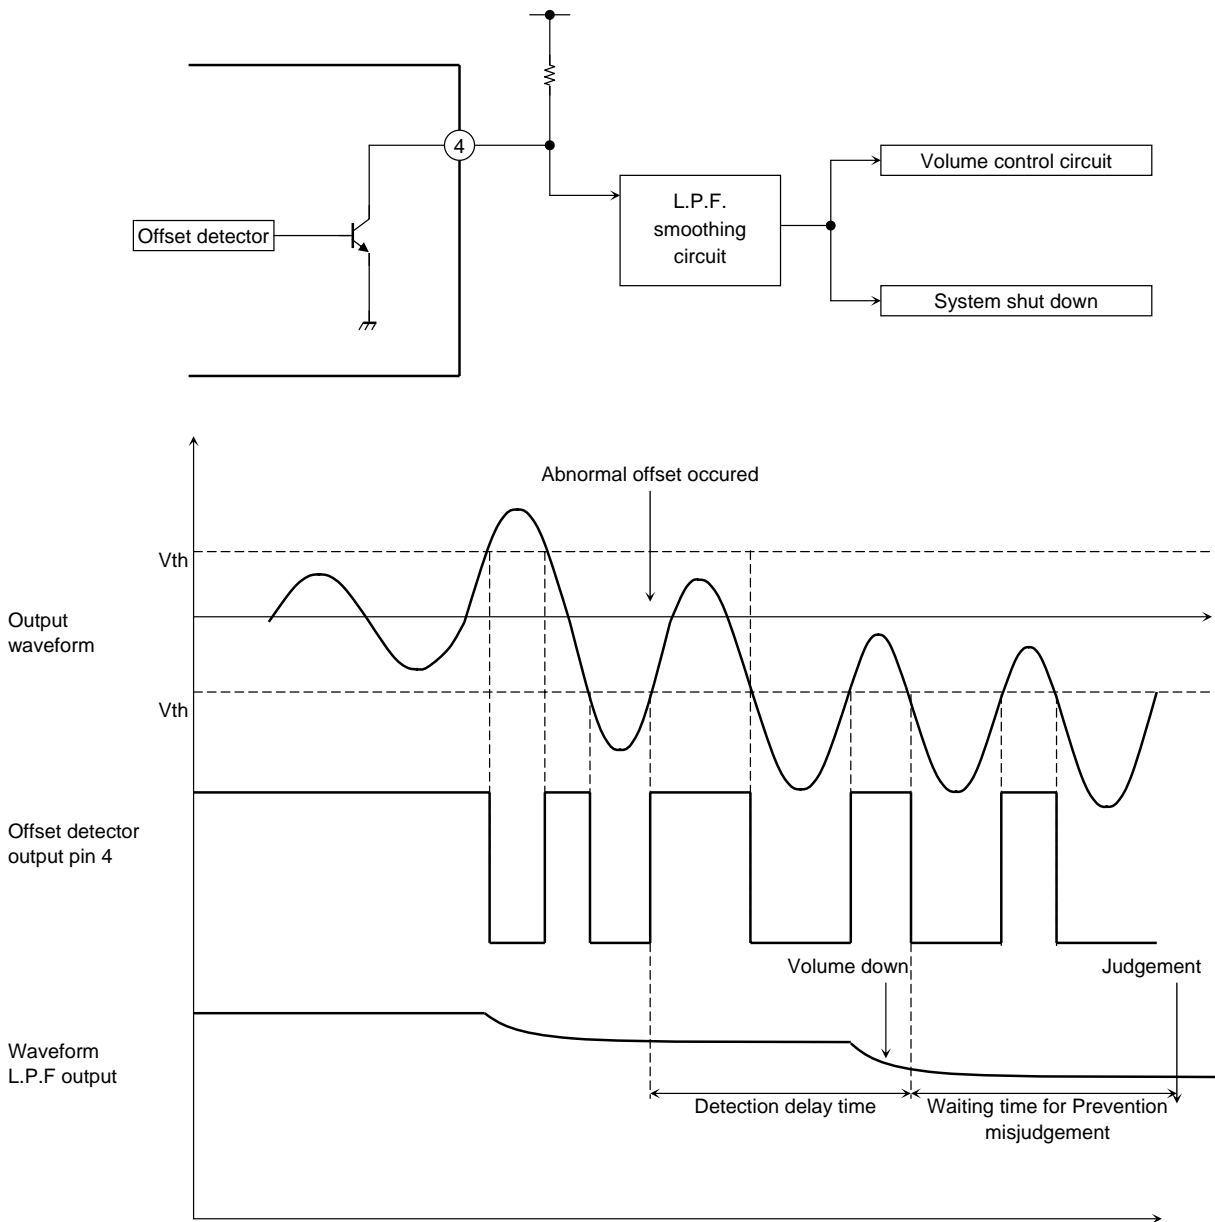 4
Volume control circuit
L.P.F.
smoothing
circuit
Offset detector
System shut down
Abnormal offset occured
Vth
Output
waveform
Vth
Offset detector
output pin 4
Volume down
Judgement
Waveform
L.P.F output
Detection delay time
Waiting time for Prevention
misjudgement